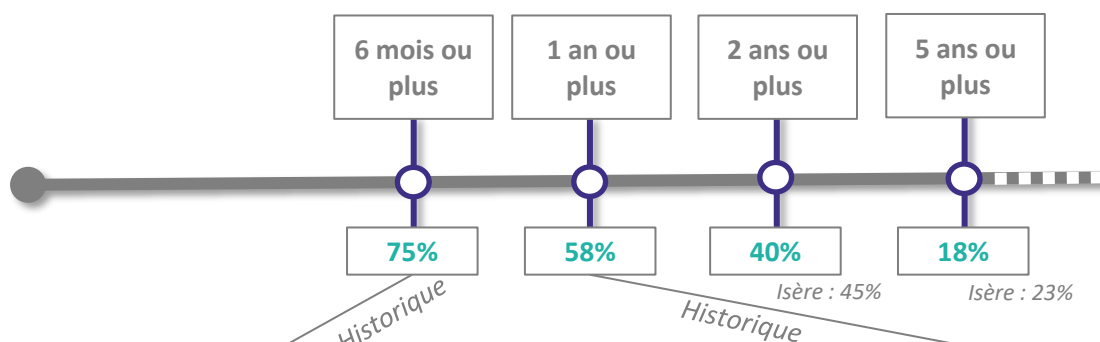 6 mois ou
plus
1 an ou
plus
2 ans ou
plus
5 ans ou
plus
75%
58%
40%
18%
Isère : 45%
Isère : 23%
Historique
Historique